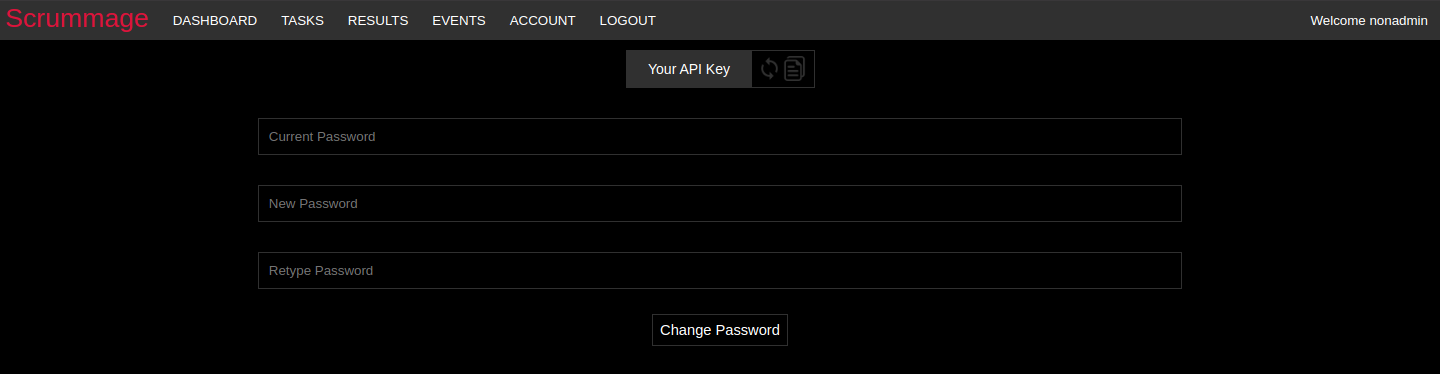 Scrummage DASHBOARD TASKS RESULTS EVENTS ACCOUNT LOGOUT Welcome nonadmin
Your API Key
Current Password
New Password
Retype Password
Change Password